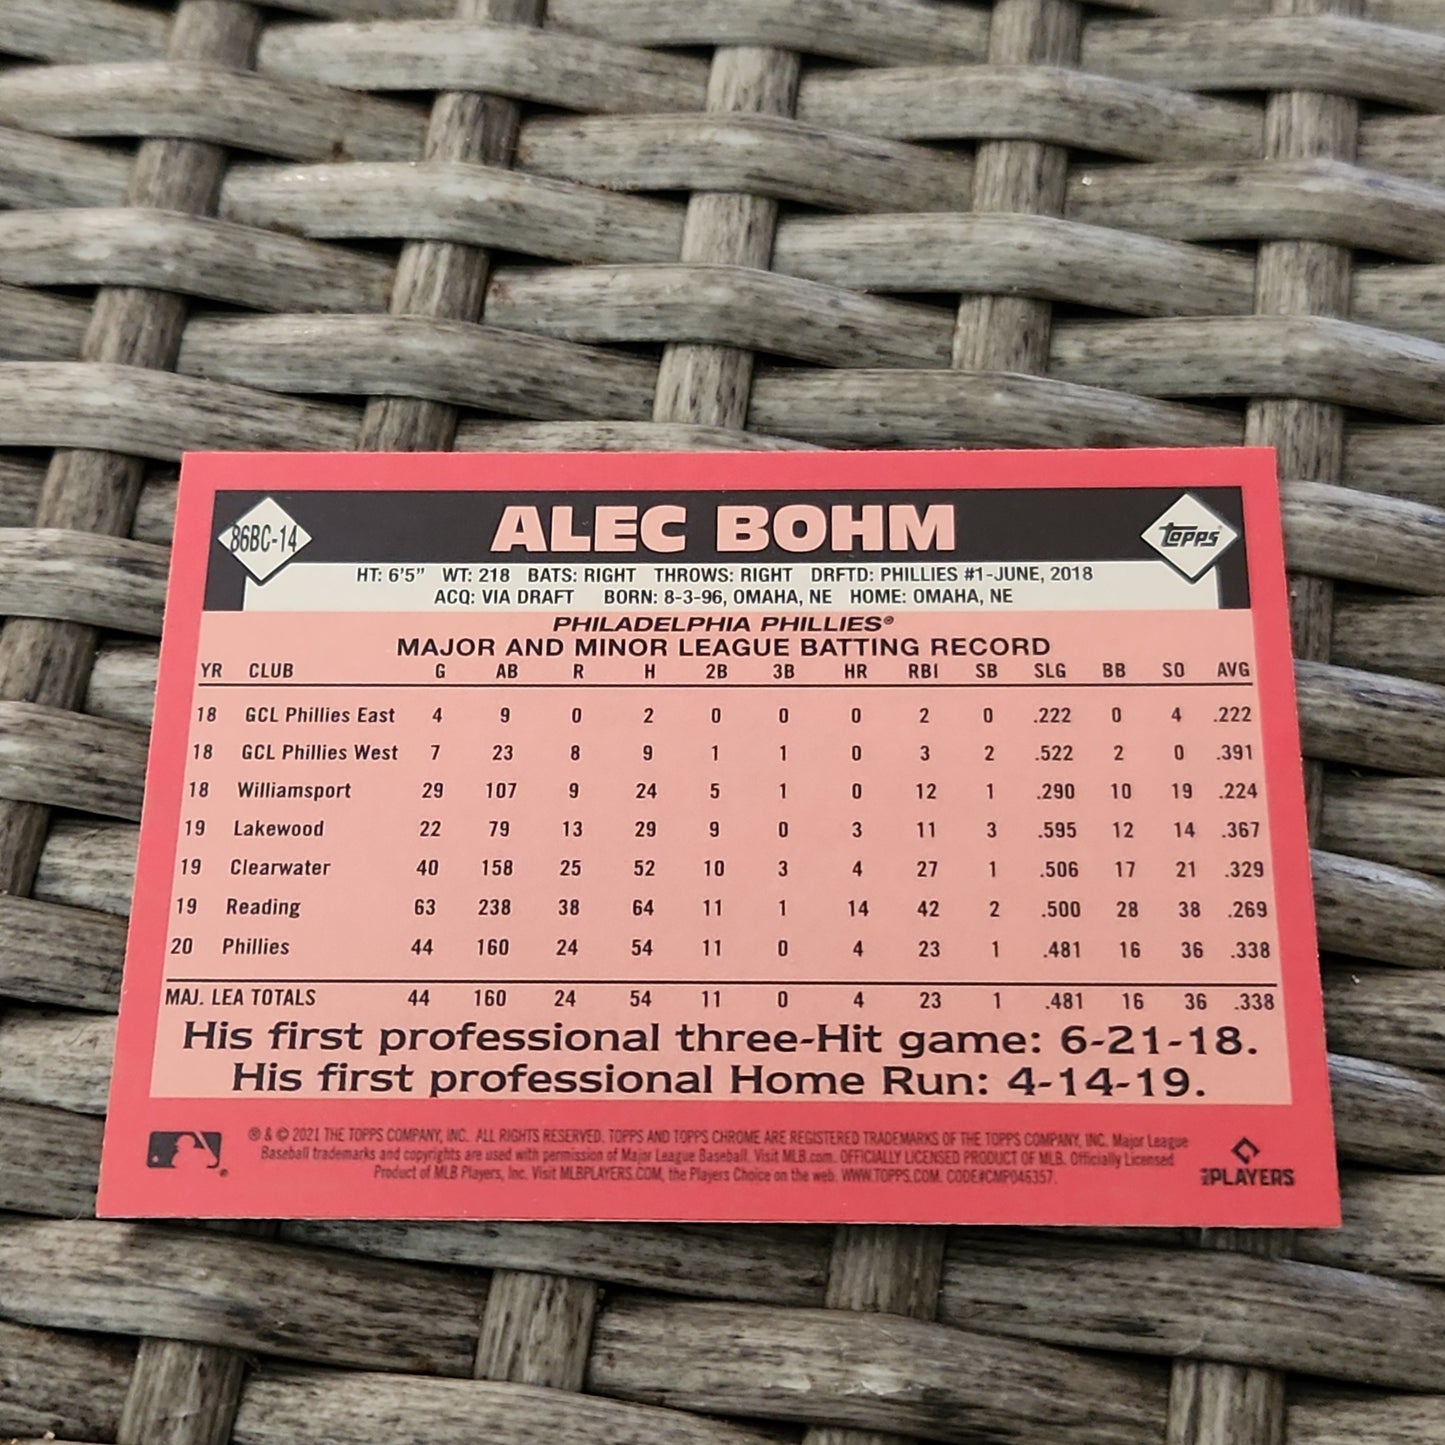 86BC-14
ALEC BOHM
Topps
HT: 6'5" WT: 218 BATS: RIGHT THROWS: RIGHT DRFTD: PHILLIES #1-JUNE, 2018
ACQ: VIA DRAFT BORN: 8-3-96, OMAHA, NE HOME: OMAHA, NE
PHILADELPHIA PHILLIES®
MAJOR AND MINOR LEAGUE BATTING RECORD
YR CLUB G AB R H 2B 3B HR RBI SB SLG BB SO AVG
18 GCL Phillies East 4 9 0 2 0 0 0 2 0 .222 0 4 .222
18 GCL Phillies West 7 23 8 9 1 1 0 3 2 .522 2 0 .391
18 Williamsport 29 107 9 24 5 1 0 12 1 .290 10 19 .224
19 Lakewood 22 79 13 29 9 0 3 11 3 .595 12 14 .367
19 Clearwater 40 158 25 52 10 3 4 27 1 .506 17 21 .329
19 Reading 63 238 38 64 11 1 14 42 2 .500 28 38 .269
20 Phillies 44 160 24 54 11 0 4 23 1 .481 16 36 .338
MAJ. LEA TOTALS 44 160 24 54 11 0 4 23 1 .481 16 36 .338
His first professional three-Hit game: 6-21-18.
His first professional Home Run: 4-14-19.
® & © 2021 THE TOPPS COMPANY, INC. ALL RIGHTS RESERVED. TOPPS AND TOPPS CHROME ARE REGISTERED TRADEMARKS OF THE TOPPS COMPANY, INC. Major League
Baseball trademarks and copyrights are used with permission of Major League Baseball. Visit MLB.com. OFFICIALLY LICENSED PRODUCT OF MLB. Officially Licensed
Product of MLB Players, Inc. Visit MLBPLAYERS.COM, the Players Choice on the web. WWW.TOPPS.COM. CODE#CMP046357.
MLB PLAYERS